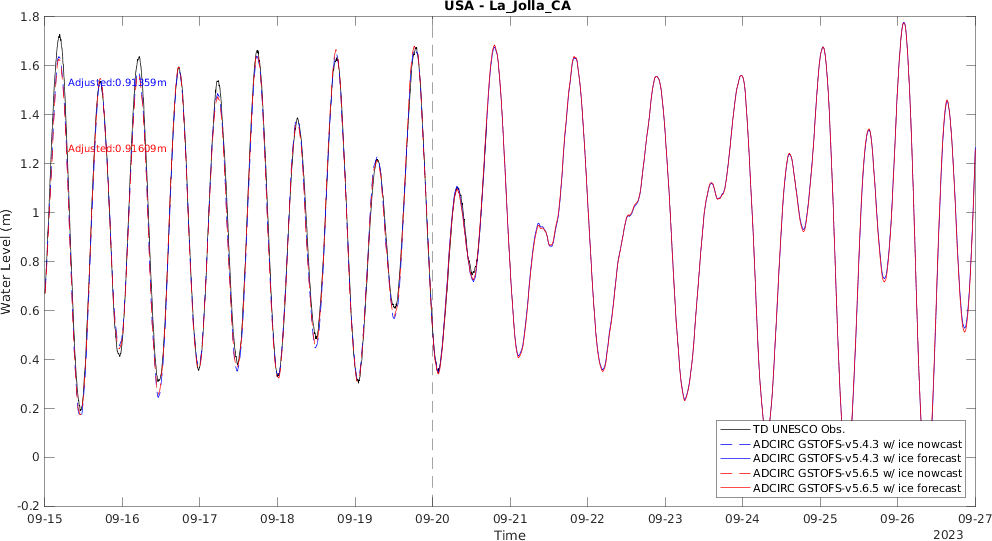 USA - La_Jolla_CA
1.8
1.6
1.4
1.2
1
0.8
0.6
0.4
0.2
0
-0.2
Water Level (m)
Adjusted:0.91359m
Adjusted:0.91609m
TD UNESCO Obs.
ADCIRC GSTOFS-v5.4.3 w/ ice nowcast
ADCIRC GSTOFS-v5.4.3 w/ ice forecast
ADCIRC GSTOFS-v5.6.5 w/ ice nowcast
ADCIRC GSTOFS-v5.6.5 w/ ice forecast
09-15 09-16 09-17 09-18 09-19 09-20 09-21 09-22 09-23 09-24 09-25 09-26 09-27
Time
2023